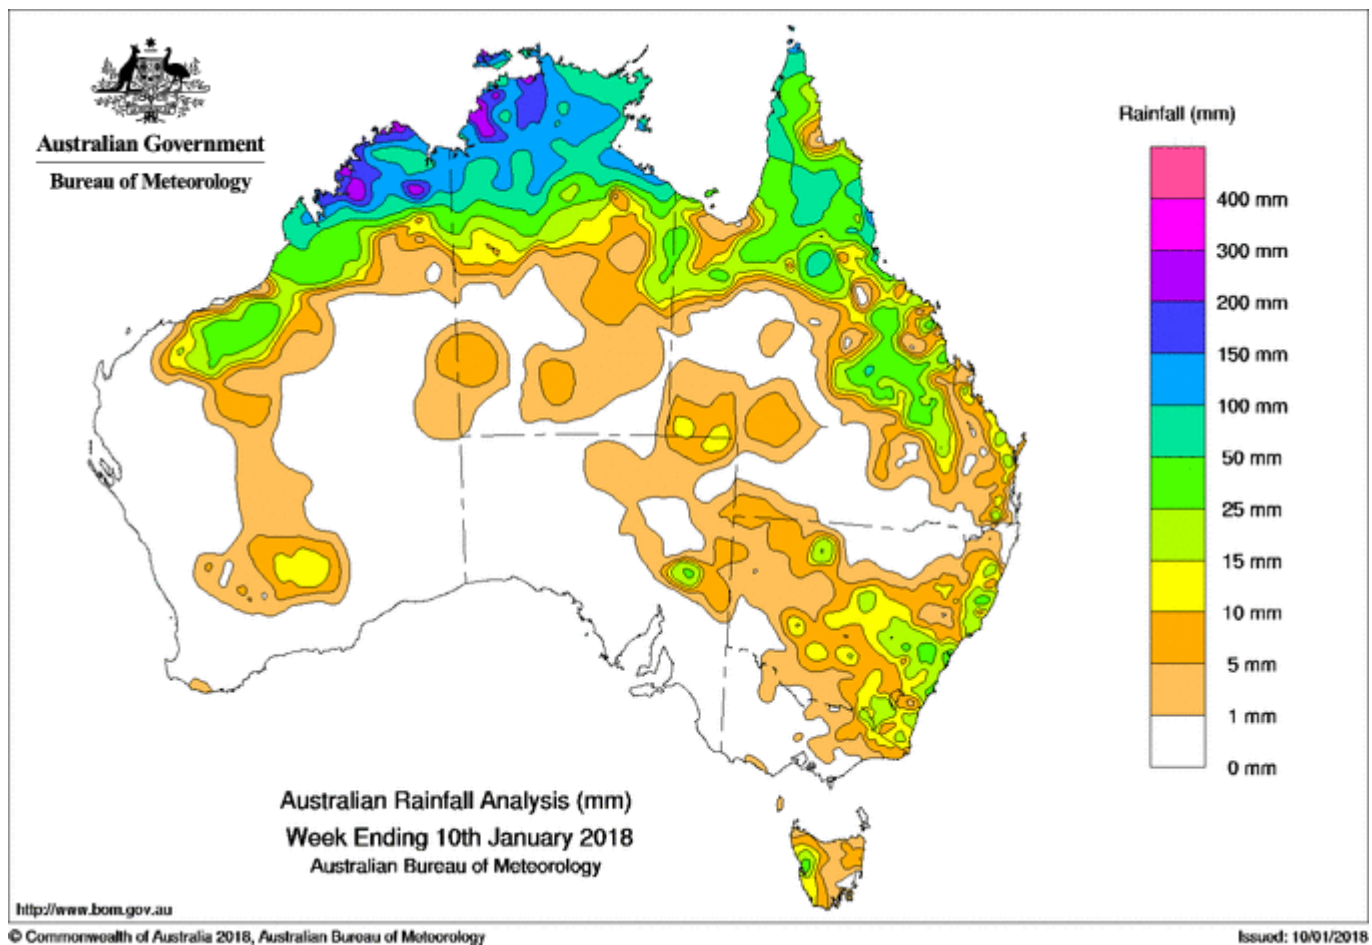 Australian Government
Bureau of Meteorology
Rainfall (mm)
400 mm
300 mm
200 mm
150 mm
100 mm
50 mm
25 mm
15 mm
10 mm
5 mm
1 mm
0 mm
Australian Rainfall Analysis (mm)
Week Ending 10th January 2018
Australian Bureau of Meteorology
http://www.bom.gov.au
© Commonwealth of Australia 2018, Australian Bureau of Meteorology
Issued: 10/01/2018